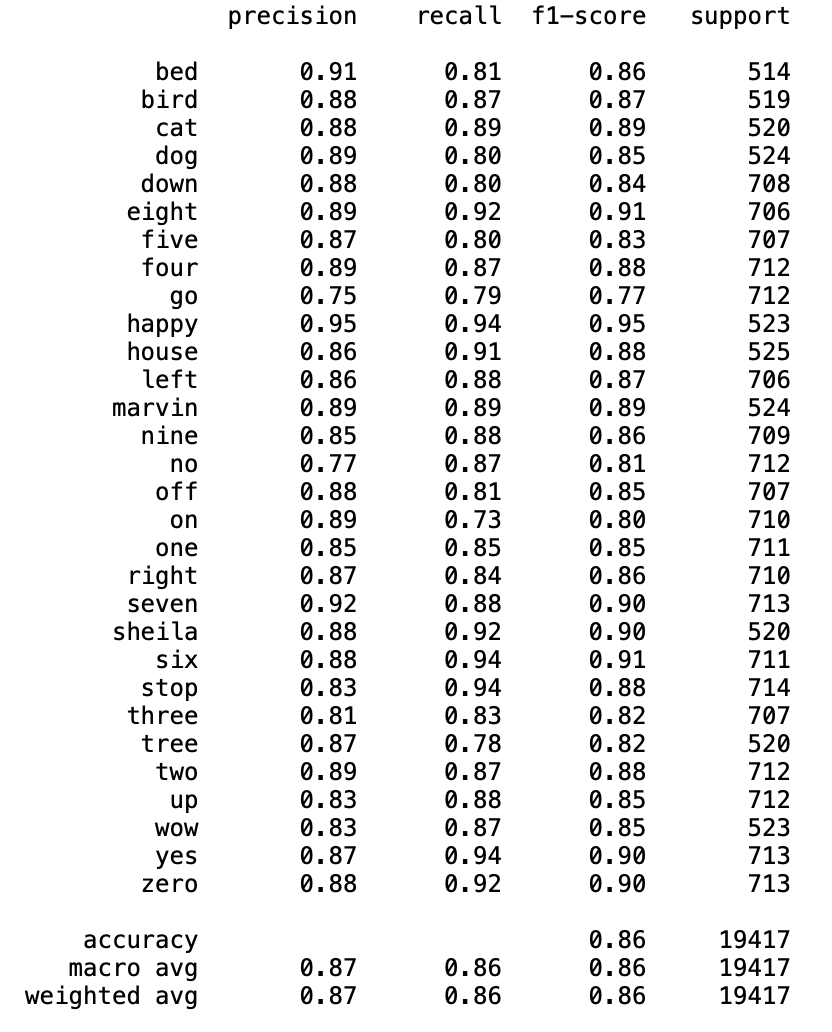 precision recall f1-score support
bed 0.91 0.81 0.86 514
bird 0.88 0.87 0.87 519
cat 0.88 0.89 0.89 520
dog 0.89 0.80 0.85 524
down 0.88 0.80 0.84 708
eight 0.89 0.92 0.91 706
five 0.87 0.80 0.83 707
four 0.89 0.87 0.88 712
go 0.75 0.79 0.77 712
happy 0.95 0.94 0.95 523
house 0.86 0.91 0.88 525
left 0.86 0.88 0.87 706
marvin 0.89 0.89 0.89 524
nine 0.85 0.88 0.86 709
no 0.77 0.87 0.81 712
off 0.88 0.81 0.85 707
on 0.89 0.73 0.80 710
one 0.85 0.85 0.85 711
right 0.87 0.84 0.86 710
seven 0.92 0.88 0.90 713
sheila 0.88 0.92 0.90 520
six 0.88 0.94 0.91 711
stop 0.83 0.94 0.88 714
three 0.81 0.83 0.82 707
tree 0.87 0.78 0.82 520
two 0.89 0.87 0.88 712
up 0.83 0.88 0.85 712
wow 0.83 0.87 0.85 523
yes 0.87 0.94 0.90 713
zero 0.88 0.92 0.90 713
accuracy 0.86 19417
macro avg 0.87 0.86 0.86 19417
weighted avg 0.87 0.86 0.86 19417